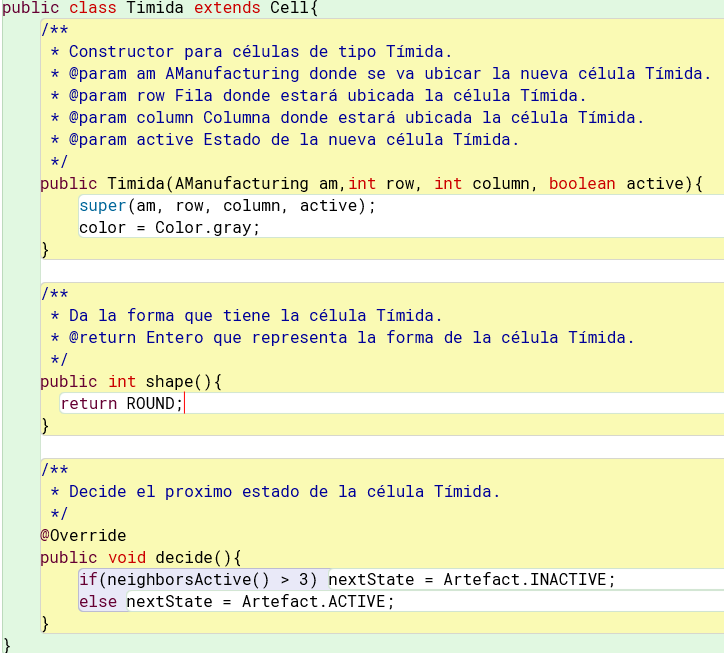 public class Timida extends Cell{
/**
* Constructor para células de tipo Tímida.
* @param am AManufacturing donde se va ubicar la nueva célula Tímida.
* @param row Fila donde estará ubicada la célula Tímida.
* @param column Columna donde estará ubicada la célula Tímida.
* @param active Estado de la nueva célula Tímida.
*/
public Timida(AManufacturing am,int row, int column, boolean active){
super(am, row, column, active);
color = Color.gray;
}
/**
* Da la forma que tiene la célula Tímida.
* @return Entero que representa la forma de la célula Tímida.
*/
public int shape(){
return ROUND;
}
/**
* Decide el proximo estado de la célula Tímida.
*/
@Override
public void decide(){
if(neighborsActive() > 3) nextState = Artefact.INACTIVE;
else nextState = Artefact.ACTIVE;
}
}